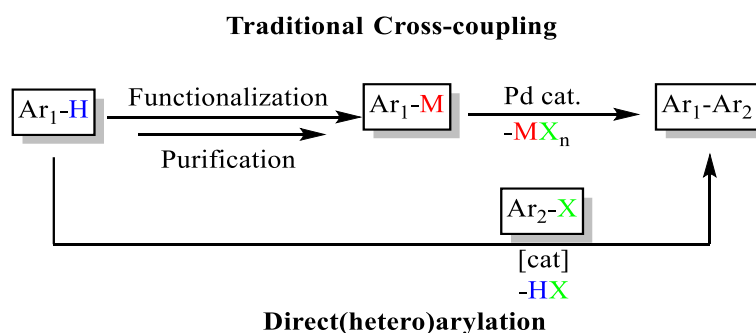 Traditional Cross-coupling
Ar1-H
Functionalization
Purification
Ar1-M
Pd cat.
-MXn
Ar1-Ar2
Ar2-X
[cat]
-HX
Direct(hetero)arylation